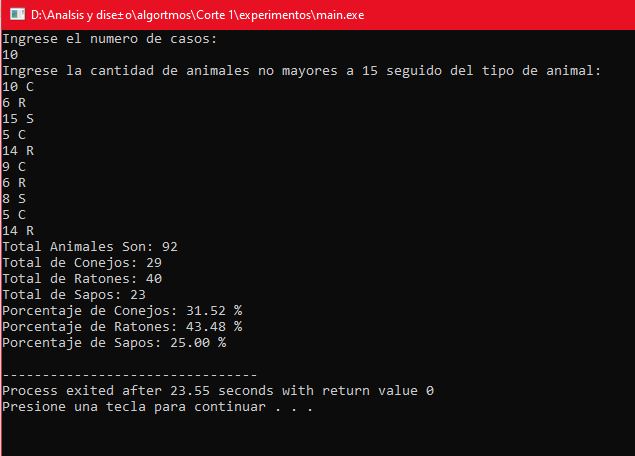 D:\Analsis y dise±o\algortmos\Corte 1\experimentos\main.exe
Ingrese el numero de casos:
10
Ingrese la cantidad de animales no mayores a 15 seguido del tipo de animal:
10 C
6 R
15 S
5 C
14 R
9 C
6 R
8 S
5 C
14 R
Total Animales Son: 92
Total de Conejos: 29
Total de Ratones: 40
Total de Sapos: 23
Porcentaje de Conejos: 31.52 %
Porcentaje de Ratones: 43.48 %
Porcentaje de Sapos: 25.00 %
--------------------------------
Process exited after 23.55 seconds with return value 0
Presione una tecla para continuar . . .